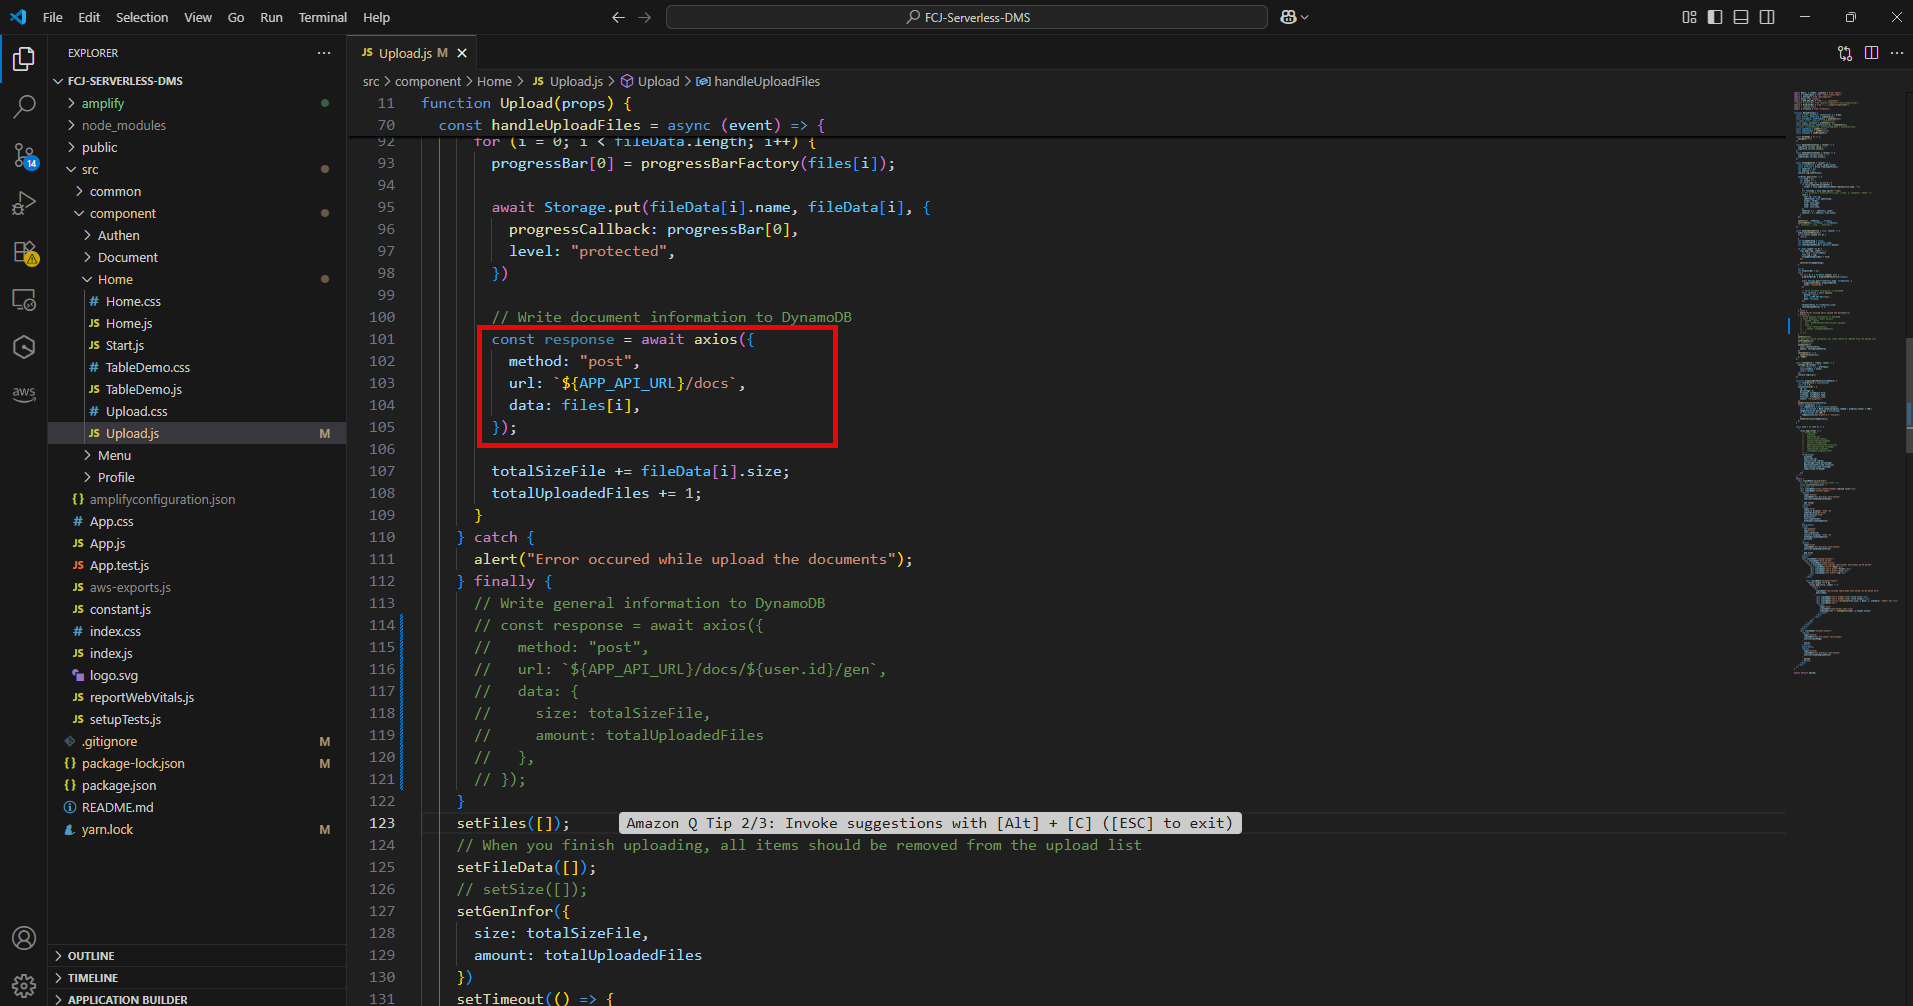 File Edit Selection View Go Run Terminal Help
FCJ-Serverless-DMS
EXPLORER
FCJ-SERVERLESS-DMS
amplify
node_modules
public
src
common
component
Authen
Document
Home
# Home.css
JS Home.js
JS Start.js
# TableDemo.css
JS TableDemo.js
# Upload.css
JS Upload.js M
Menu
Profile
{} amplifyconfiguration.json
# App.css
JS App.js
JS App.test.js
JS aws-exports.js
JS constant.js
# index.css
JS index.js
logo.svg
JS reportWebVitals.js
JS setupTests.js
.gitignore M
{} package-lock.json M
{} package.json
README.md
yarn.lock M
OUTLINE
TIMELINE
APPLICATION BUILDER
14
aws
JS Upload.js M
src > component > Home > JS Upload.js > Upload > handleUploadFiles
11 function Upload(props) {
70 const handleUploadFiles = async (event) => {
92 for (i = 0; i < fileData.length; i++) {
93 progressBar[0] = progressBarFactory(files[i]);
94
95 await Storage.put(fileData[i].name, fileData[i], {
96 progressCallback: progressBar[0],
97 level: "protected",
98 })
99
100 // Write document information to DynamoDB
101 const response = await axios({
102 method: "post",
103 url: `${APP_API_URL}/docs`,
104 data: files[i],
105 });
106
107 totalSizeFile += fileData[i].size;
108 totalUploadedFiles += 1;
109 }
110 } catch {
111 alert("Error occured while upload the documents");
112 } finally {
113 // Write general information to DynamoDB
114 // const response = await axios({
115 // method: "post",
116 // url: `${APP_API_URL}/docs/${user.id}/gen`,
117 // data: {
118 // size: totalSizeFile,
119 // amount: totalUploadedFiles
120 // },
121 // });
122 }
123 setFiles([]); Amazon Q Tip 2/3: Invoke suggestions with [Alt] + [C] ([ESC] to exit)
124 // When you finish uploading, all items should be removed from the upload list
125 setFileData([]);
126 // setSize([]);
127 setGenInfor({
128 size: totalSizeFile,
129 amount: totalUploadedFiles
130 })
131 setTimeout(() => {